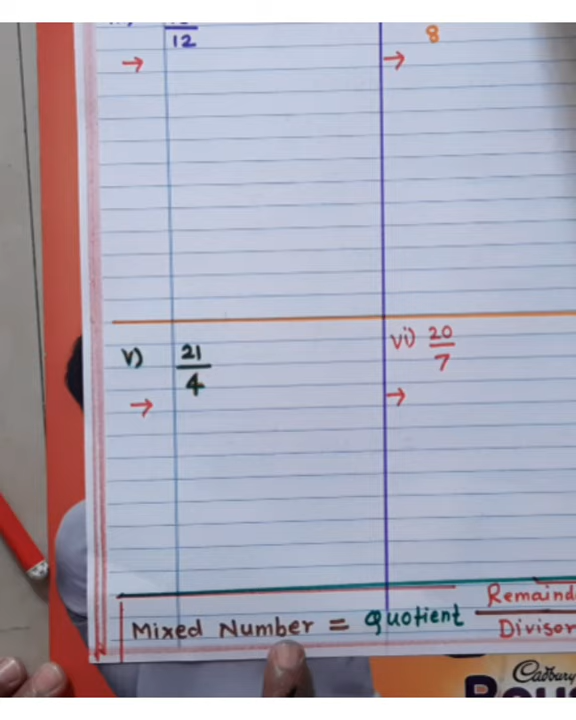 12
→
8
→
v) 21/4
→
vi) 20/7
→
Mixed Number = Quotient Remaind/Divisor
Cadbury